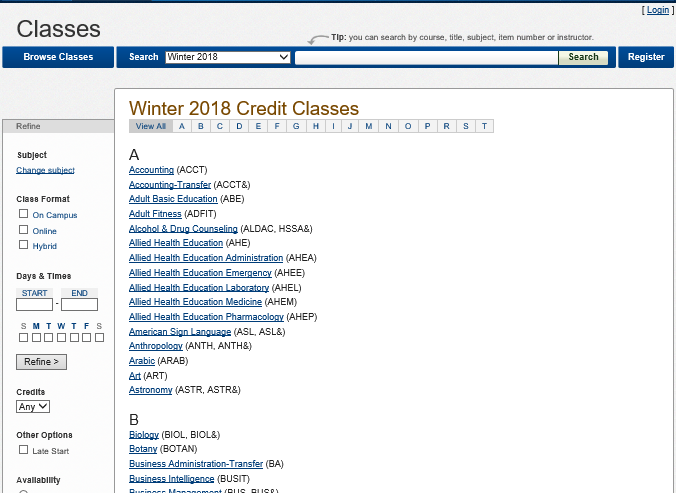 [ Login ]
Classes
Tip: you can search by course, title, subject, item number or instructor.
Browse Classes
Search
Winter 2018
Search
Register
Refine
Subject
Change subject
Class Format
On Campus
Online
Hybrid
Days & Times
START
END
-
S M T W T F S
Refine >
Credits
Any
Other Options
Late Start
Availability
Winter 2018 Credit Classes
View All A B C D E F G H I J M N O P R S T
A
Accounting (ACCT)
Accounting-Transfer (ACCT&)
Adult Basic Education (ABE)
Adult Fitness (ADFIT)
Alcohol & Drug Counseling (ALDAC, HSSA&)
Allied Health Education (AHE)
Allied Health Education Administration (AHEA)
Allied Health Education Emergency (AHEE)
Allied Health Education Laboratory (AHEL)
Allied Health Education Medicine (AHEM)
Allied Health Education Pharmacology (AHEP)
American Sign Language (ASL, ASL&)
Anthropology (ANTH, ANTH&)
Arabic (ARAB)
Art (ART)
Astronomy (ASTR, ASTR&)
B
Biology (BIOL, BIOL&)
Botany (BOTAN)
Business Administration-Transfer (BA)
Business Intelligence (BUSIT)
Business Management (BUS, BUS&)